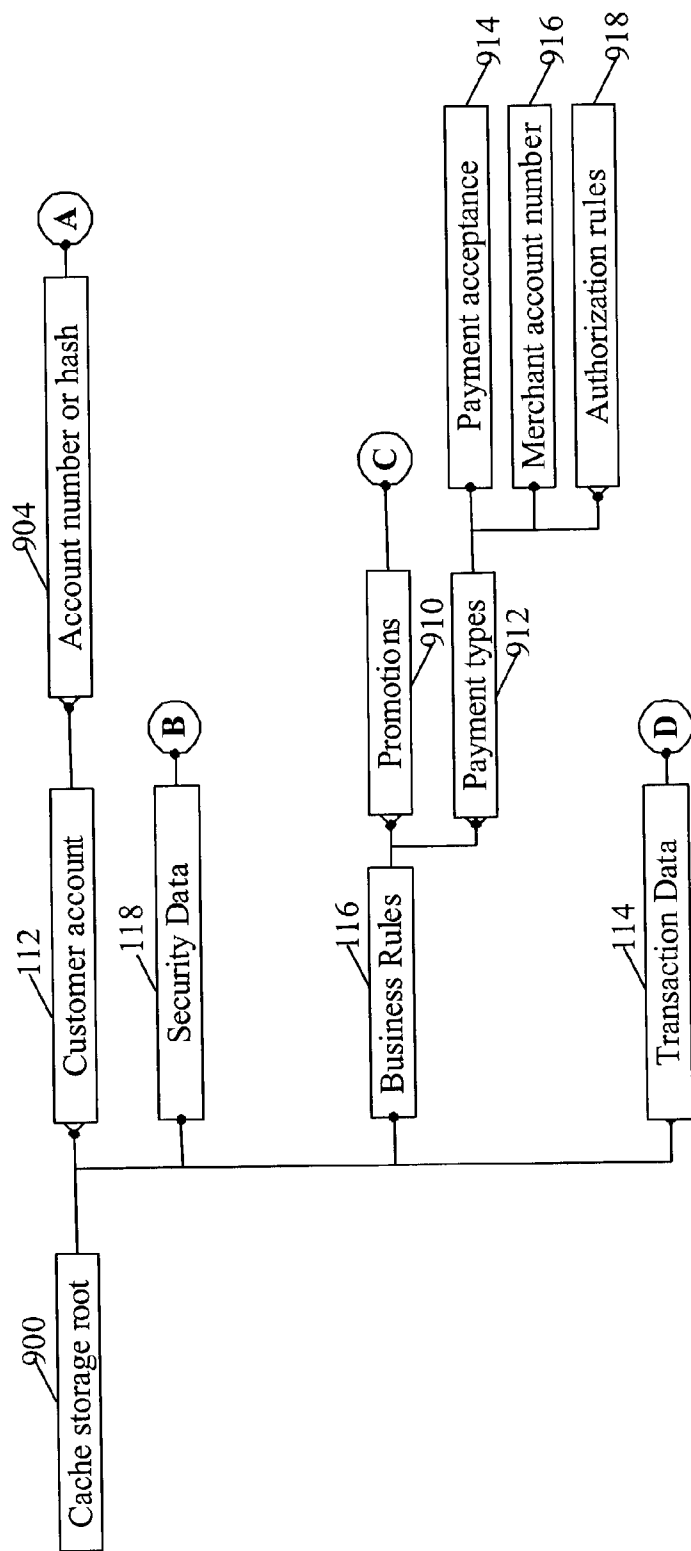 900
Cache storage root
112
Customer account
904
Account number or hash
A
118
Security Data
B
116
Business Rules
Promotions
910
C
Payment types
912
Payment acceptance
914
Merchant account number
916
Authorization rules
918
114
Transaction Data
D